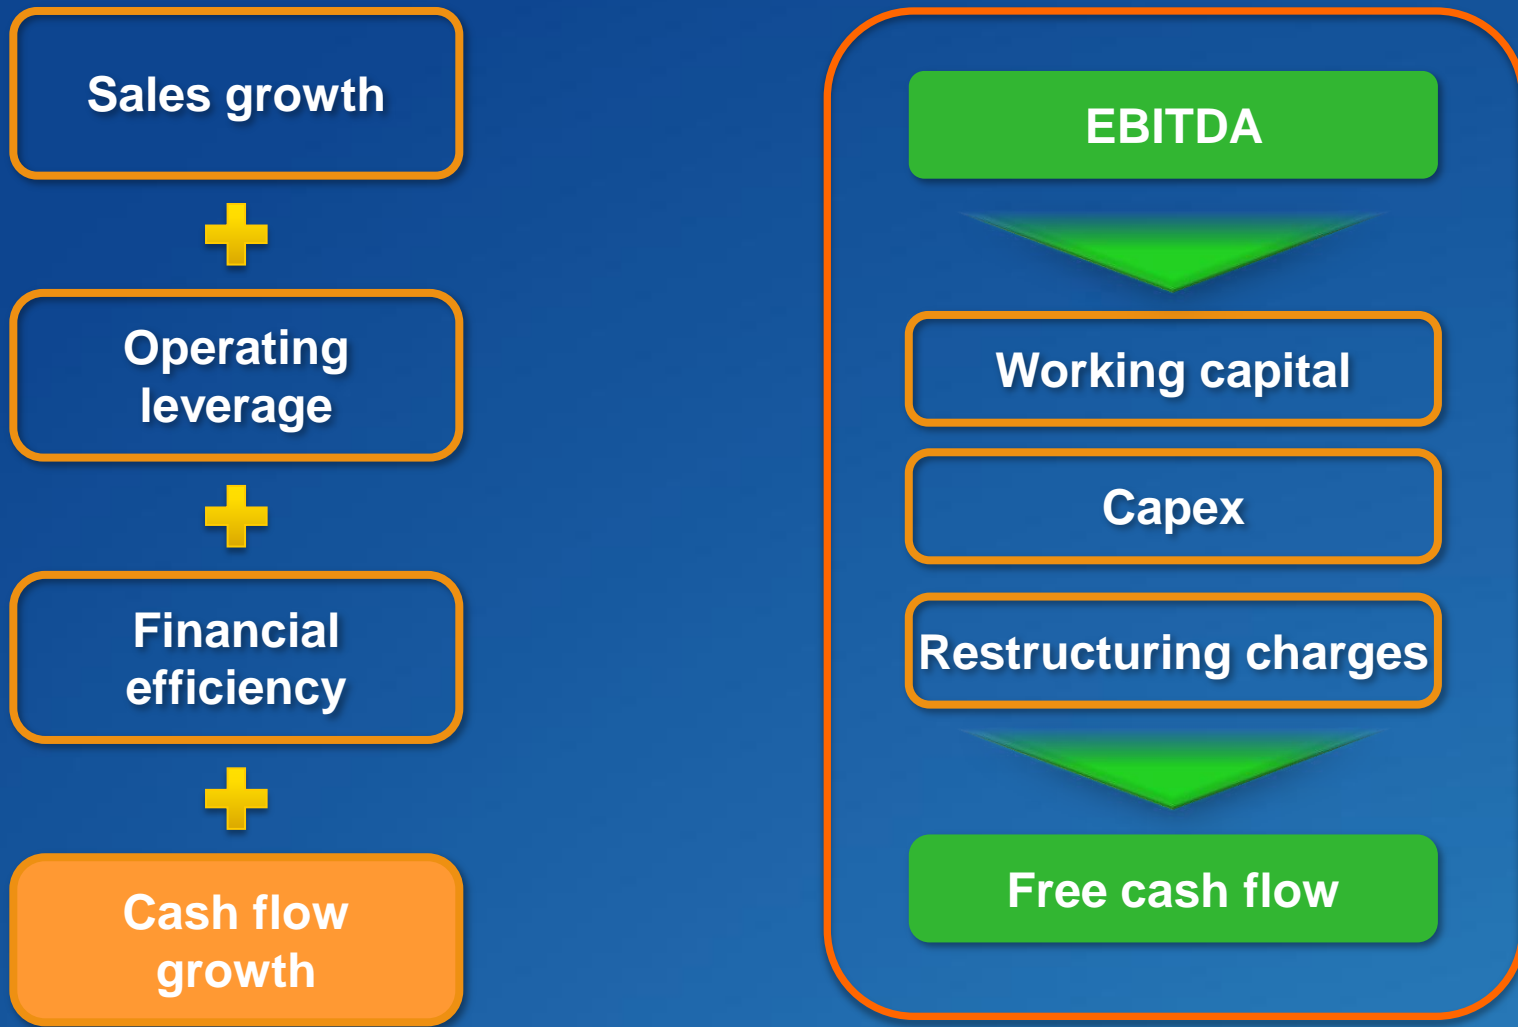 Sales growth
Operating
leverage
Financial
efficiency
Cash flow
growth
EBITDA
Working capital
Capex
Restructuring charges
Free cash flow